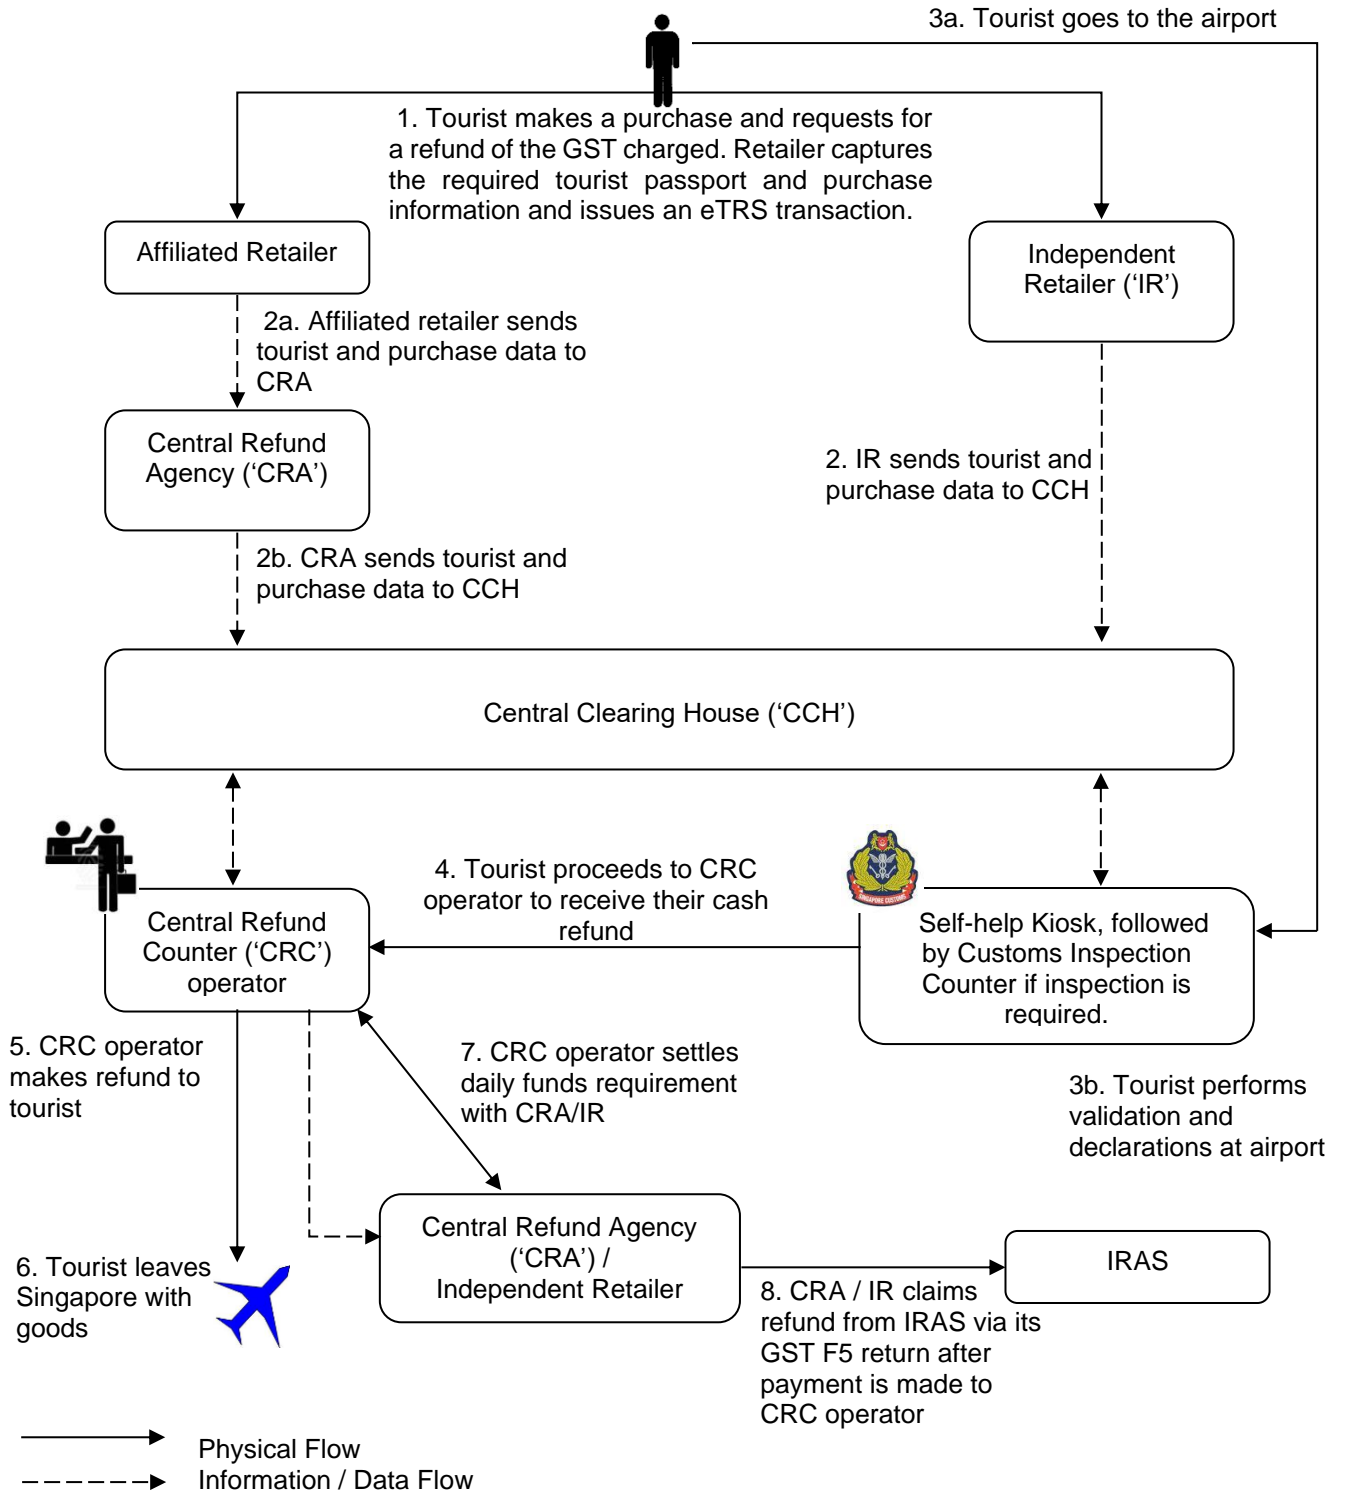 3a. Tourist goes to the airport
1. Tourist makes a purchase and requests for
a refund of the GST charged. Retailer captures
the required tourist passport and purchase
information and issues an eTRS transaction.
Affiliated Retailer
Independent
Retailer (‘IR’)
2a. Affiliated retailer sends
tourist and purchase data to
CRA
Central Refund
Agency (‘CRA’)
2. IR sends tourist and
purchase data to CCH
2b. CRA sends tourist and
purchase data to CCH
Central Clearing House (‘CCH’)
SINGAPORE CUSTOMS
4. Tourist proceeds to CRC
operator to receive their cash
refund
Central Refund
Counter (‘CRC’)
operator
Self-help Kiosk, followed
by Customs Inspection
Counter if inspection is
required.
5. CRC operator
makes refund to
tourist
7. CRC operator settles
daily funds requirement
with CRA/IR
3b. Tourist performs
validation and
declarations at airport
Central Refund Agency
(‘CRA’) /
Independent Retailer
IRAS
6. Tourist leaves
Singapore with
goods
8. CRA / IR claims
refund from IRAS via its
GST F5 return after
payment is made to
CRC operator
Physical Flow
Information / Data Flow